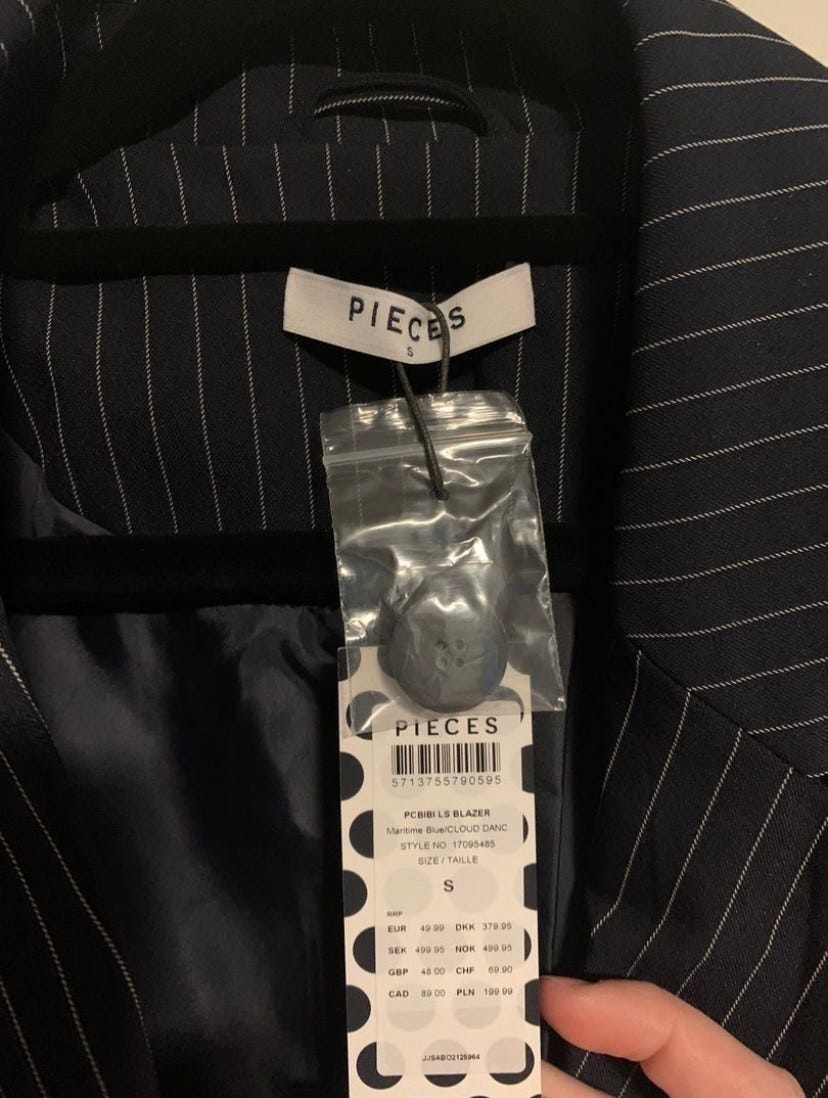 PIECES
S
PIECES
5713755790595
PCBIBI LS BLAZER
Maritime Blue/CLOUD DANC
STYLE NO. 17095485
SIZE / TAILLE
S
RRP
EUR 49.99 DKK 379.95
SEK 499.95 NOK 499.95
GBP 48.00 CHF 69.90
CAD 89.00 PLN 199.99
JJSABO2125964